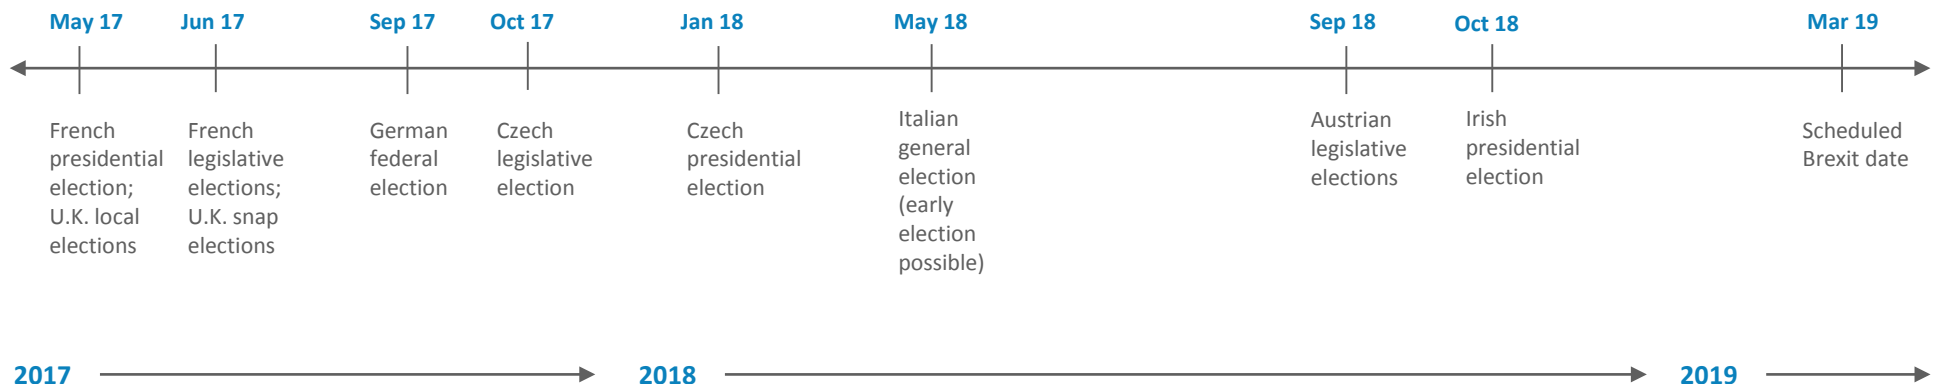 May 17
Jun 17
Sep 17
Oct 17
Jan 18
May 18
Sep 18
Oct 18
Mar 19
French
presidential
election;
U.K. local
elections
French
legislative
elections;
U.K. snap
elections
German
federal
election
Czech
legislative
election
Czech
presidential
election
Italian
general
election
(early
election
possible)
Austrian
legislative
elections
Irish
presidential
election
Scheduled
Brexit date
2017
2018
2019